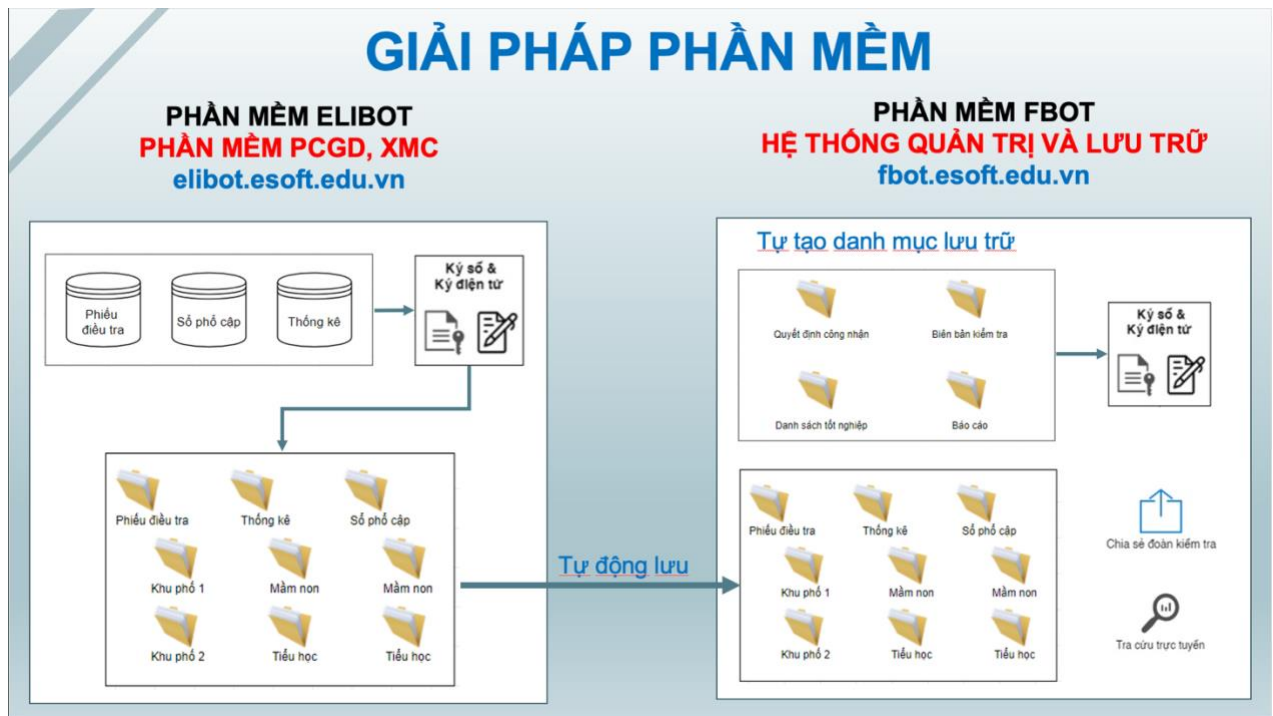 GIẢI PHÁP PHẦN MỀM
PHẦN MỀM ELIBOT
PHẦN MỀM PCGD, XMC
elibot.esoft.edu.vn
Phiếu
điều tra
Sổ phổ cập
Thống kê
Ký số &
Ký điện tử
Phiếu điều tra
Thống kê
Sổ phổ cập
Khu phố 1
Mầm non
Mầm non
Khu phố 2
Tiểu học
Tiểu học
Tự động lưu
PHẦN MỀM FBOT
HỆ THỐNG QUẢN TRỊ VÀ LƯU TRỮ
fbot.esoft.edu.vn
Tự tạo danh mục lưu trữ
Quyết định công nhận
Biên bản kiểm tra
Danh sách tốt nghiệp
Báo cáo
Ký số &
Ký điện tử
Phiếu điều tra
Thống kê
Sổ phổ cập
Khu phố 1
Mầm non
Mầm non
Khu phố 2
Tiểu học
Tiểu học
Chia sẻ đoàn kiểm tra
Tra cứu trực tuyến